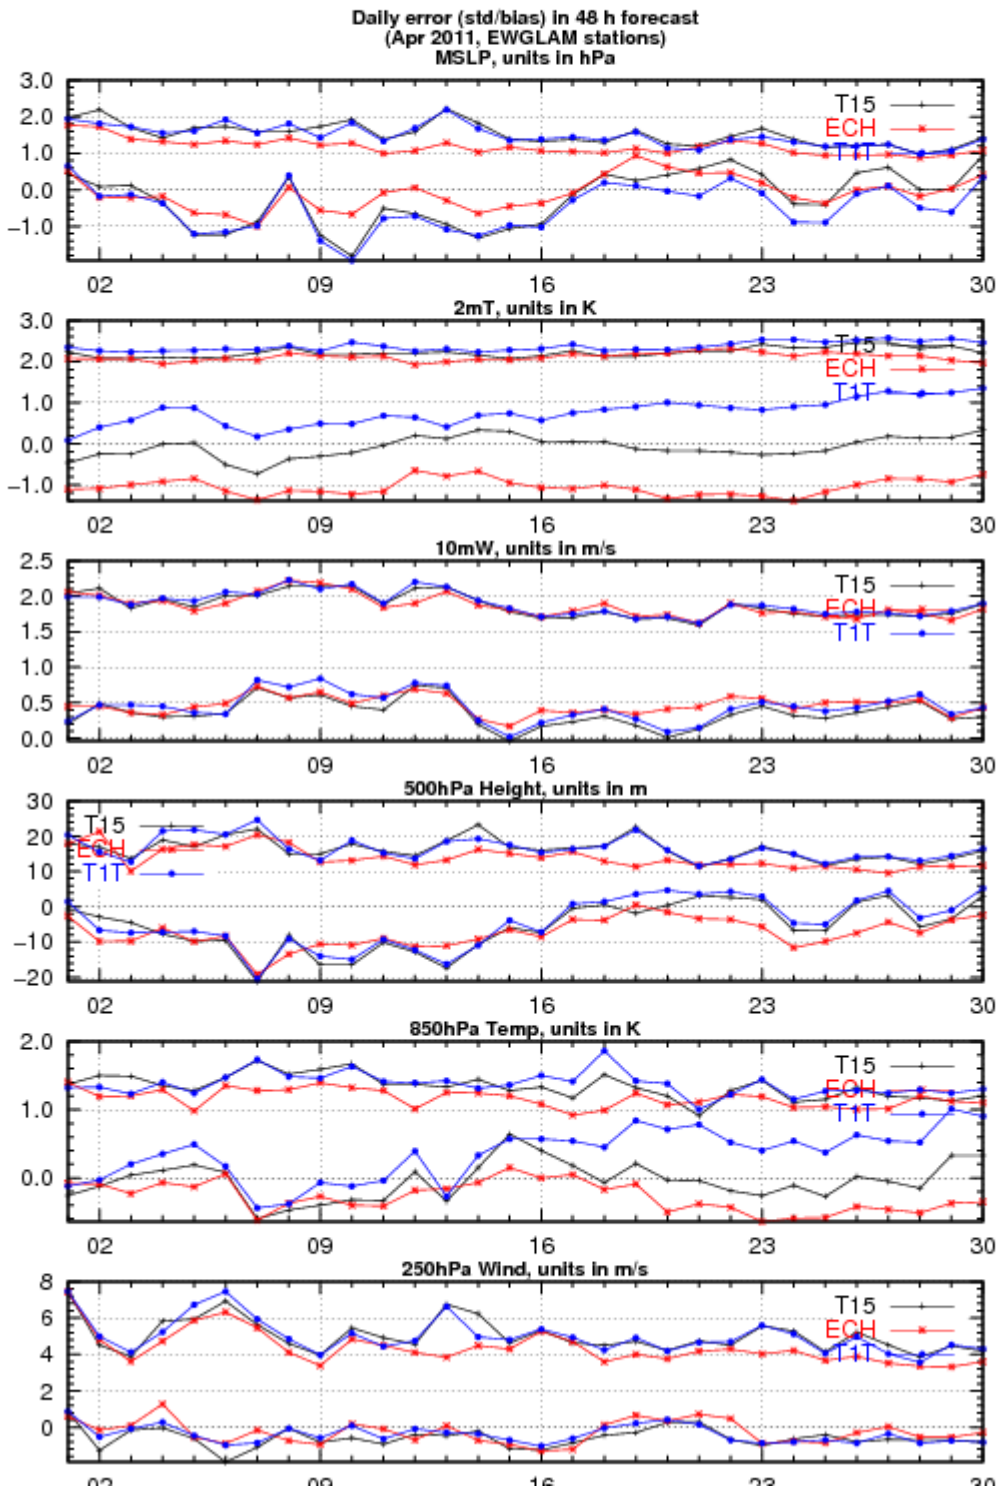 Daily error (std/bias) in 48 h forecast
(Apr 2011, EWGLAM stations)
MSLP, units in hPa
3.0
2.0
1.0
0.0
−1.0
T15
ECH
T1T
02 09 16 23 30
2mT, units in K
3.0
2.0
1.0
0.0
−1.0
T15
ECH
T1T
02 09 16 23 30
10mW, units in m/s
2.5
2.0
1.5
1.0
0.5
0.0
T15
ECH
T1T
02 09 16 23 30
500hPa Height, units in m
30
20
10
0
−10
−20
T15
ECH
T1T
02 09 16 23 30
850hPa Temp, units in K
2.0
1.0
0.0
T15
ECH
T1T
02 09 16 23 30
250hPa Wind, units in m/s
8
6
4
2
0
T15
ECH
T1T
02 09 16 23 30